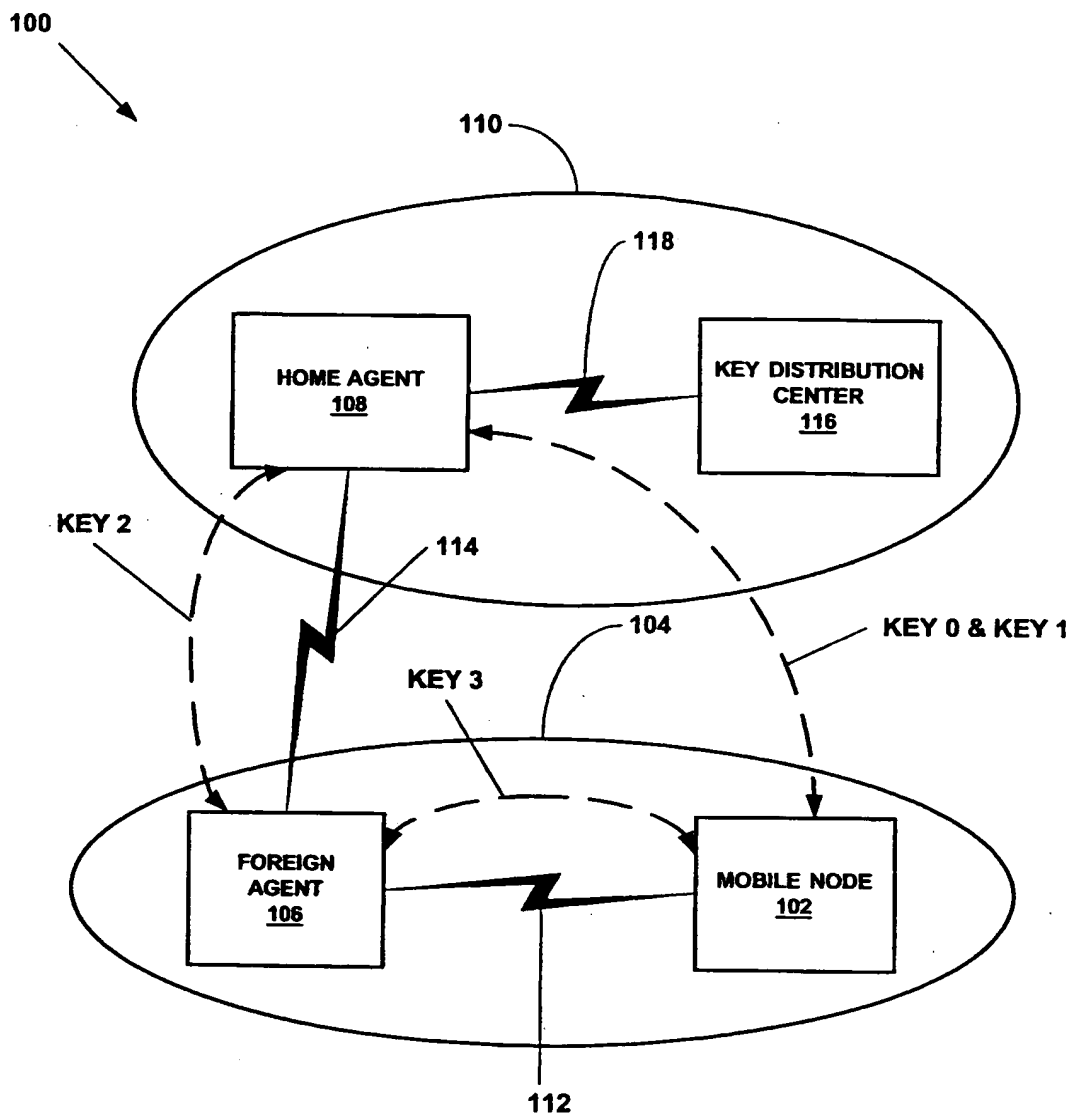 100
110
118
HOME AGENT
108
KEY DISTRIBUTION
CENTER
116
KEY 2
114
104
KEY 0 & KEY 1
KEY 3
FOREIGN
AGENT
106
MOBILE NODE
102
112